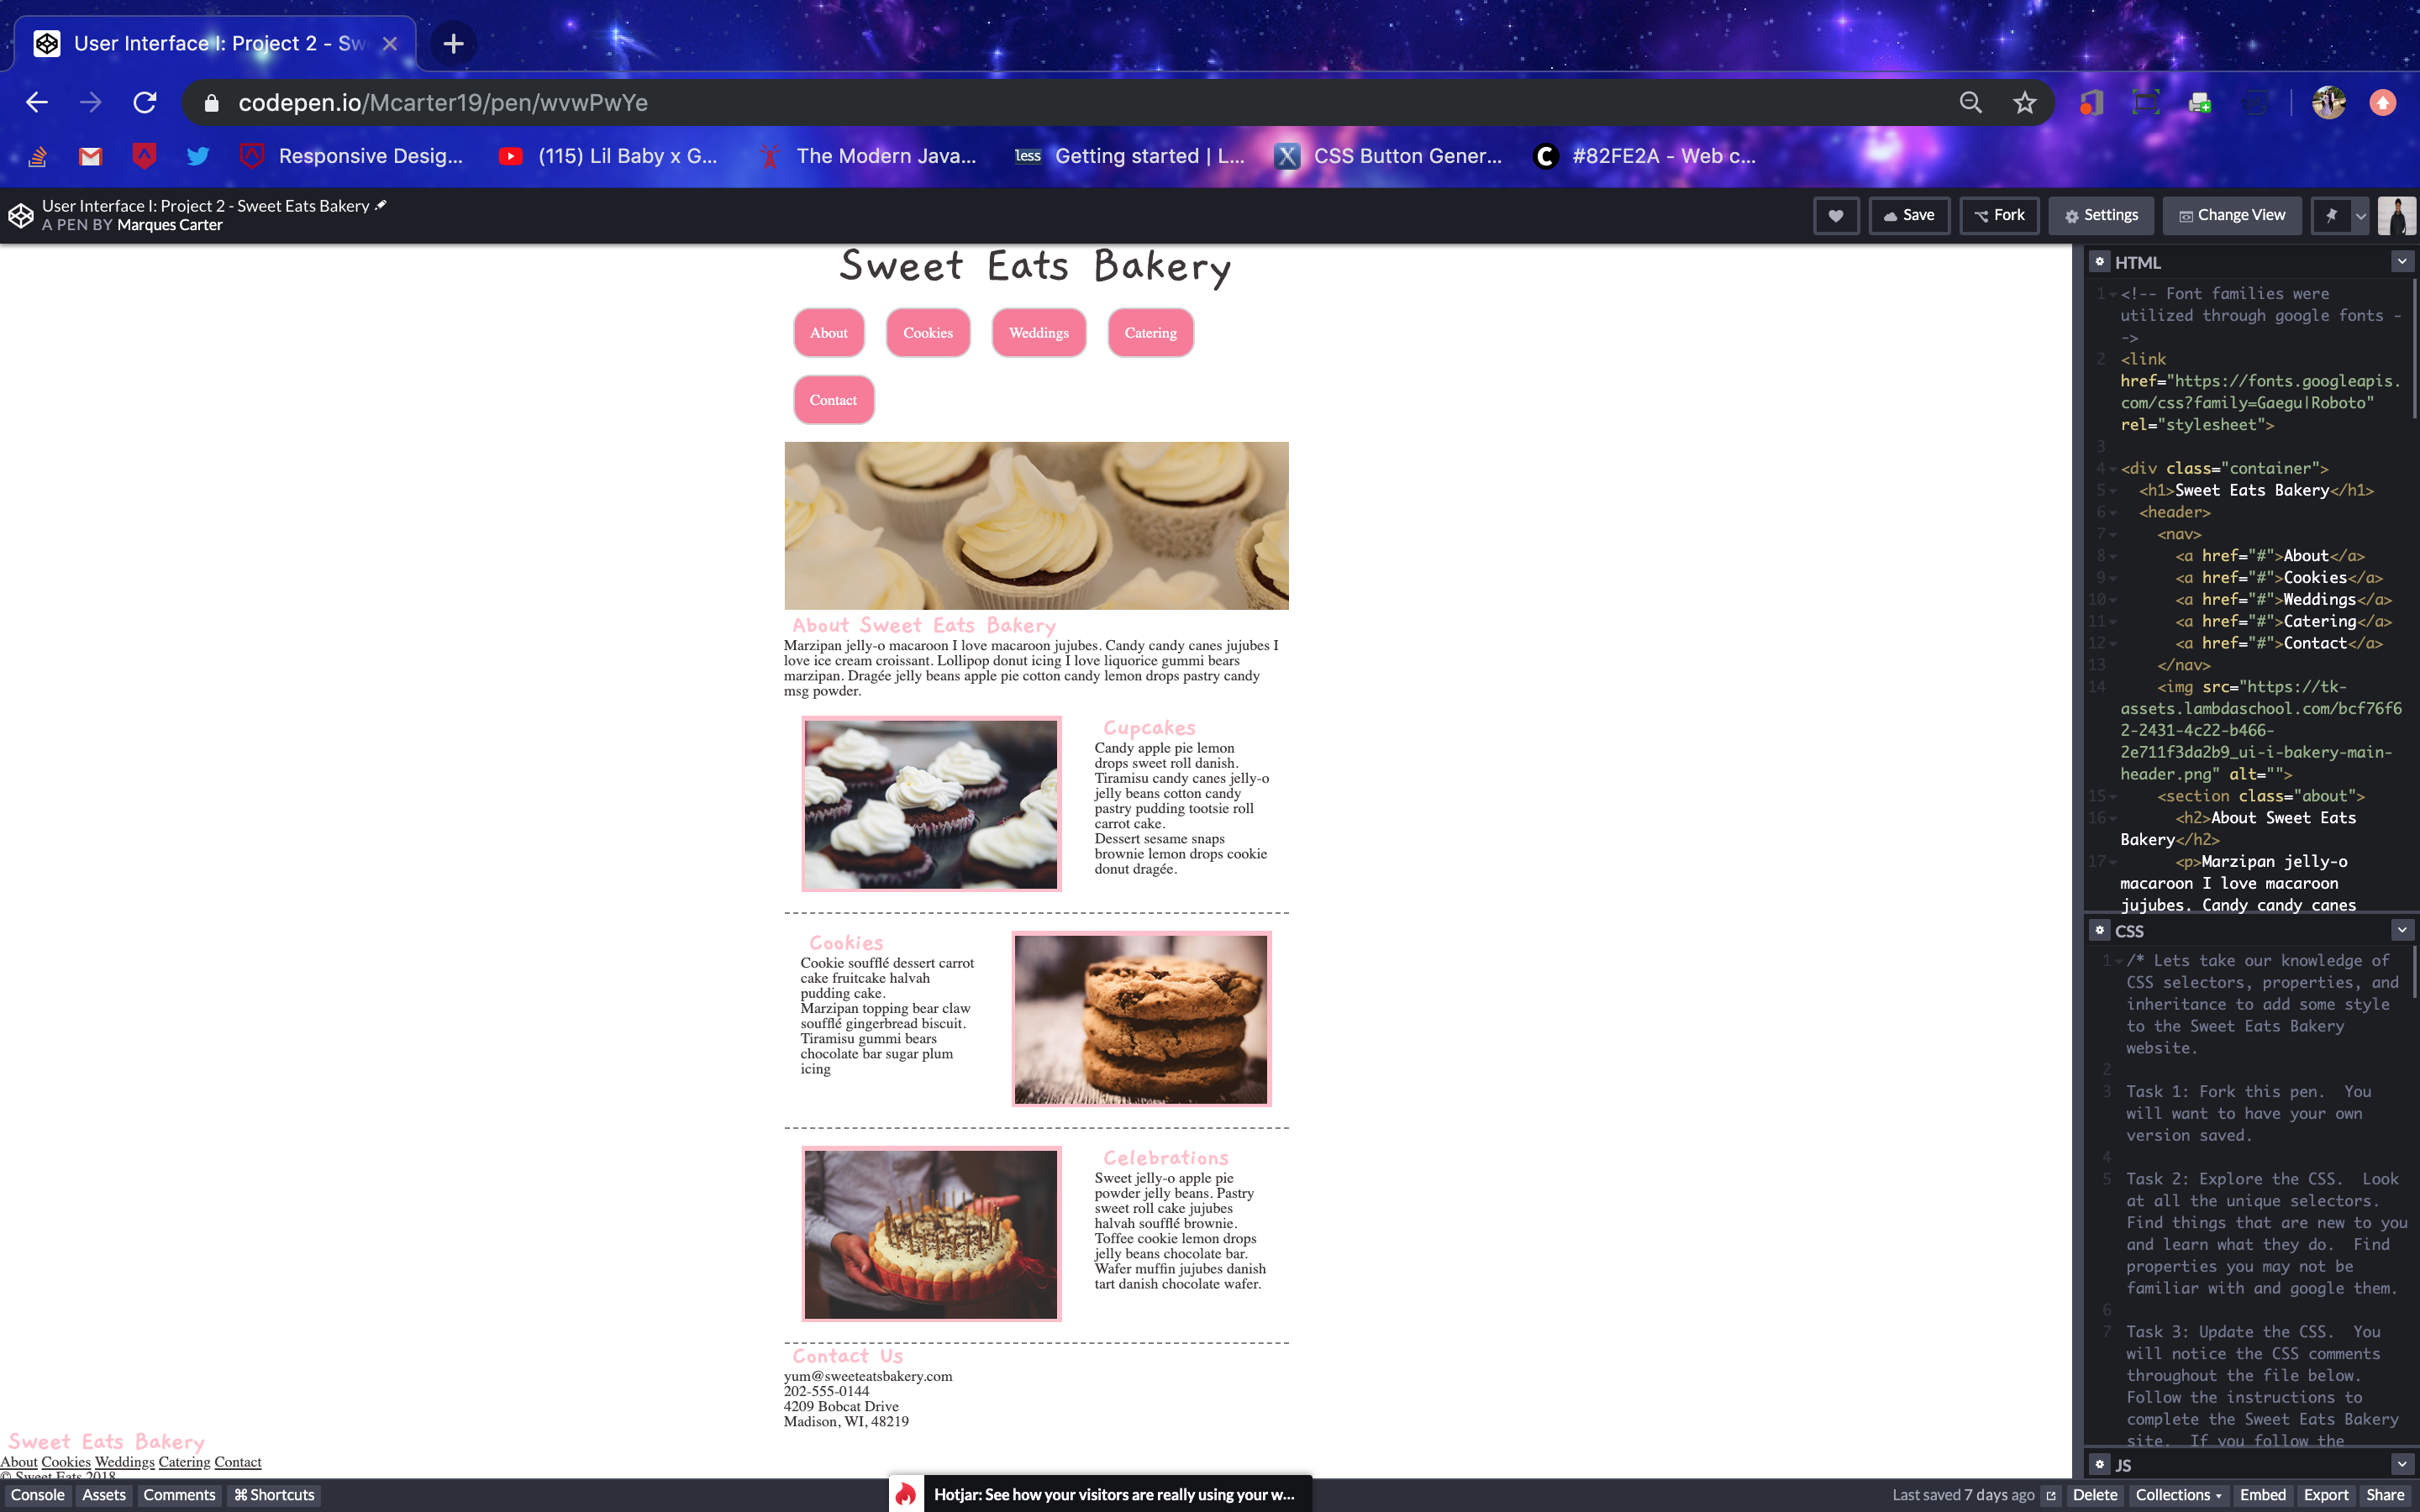 User Interface I: Project 2 - Sw
codepen.io/Mcarter19/pen/wvwPwYe
Responsive Desig...
(115) Lil Baby x G...
The Modern Java...
less
Getting started | L...
CSS Button Gener...
#82FE2A - Web c...
User Interface I: Project 2 - Sweet Eats Bakery
A PEN BY Marques Carter
Save
Fork
Settings
Change View
Sweet Eats Bakery
About
Cookies
Weddings
Catering
Contact
About Sweet Eats Bakery
Marzipan jelly-o macaroon I love macaroon jujubes. Candy candy canes jujubes I
love ice cream croissant. Lollipop donut icing I love liquorice gummi bears
marzipan. Dragée jelly beans apple pie cotton candy lemon drops pastry candy
msg powder.
Cupcakes
Candy apple pie lemon
drops sweet roll danish.
Tiramisu candy canes jelly-o
jelly beans cotton candy
pastry pudding tootsie roll
carrot cake.
Dessert sesame snaps
brownie lemon drops cookie
donut dragée.
Cookies
Cookie soufflé dessert carrot
cake fruitcake halvah
pudding cake.
Marzipan topping bear claw
soufflé gingerbread biscuit.
Tiramisu gummi bears
chocolate bar sugar plum
icing
Celebrations
Sweet jelly-o apple pie
powder jelly beans. Pastry
sweet roll cake jujubes
halvah soufflé brownie.
Toffee cookie lemon drops
jelly beans chocolate bar.
Wafer muffin jujubes danish
tart danish chocolate wafer.
Contact Us
yum@sweeteatsbakery.com
202-555-0144
4209 Bobcat Drive
Madison, WI, 48219
Sweet Eats Bakery
About Cookies Weddings Catering Contact
© Sweet Eats 2018
HTML
1 <!-- Font families were
utilized through google fonts -
->
2 <link
href="https://fonts.googleapis.
com/css?family=Gaegu|Roboto"
rel="stylesheet">
3
4 <div class="container">
5 <h1>Sweet Eats Bakery</h1>
6 <header>
7 <nav>
8 <a href="#">About</a>
9 <a href="#">Cookies</a>
10 <a href="#">Weddings</a>
11 <a href="#">Catering</a>
12 <a href="#">Contact</a>
13 </nav>
14 <img src="https://tk-
assets.lambdaschool.com/bcf76f6
2-2431-4c22-b466-
2e711f3da2b9_ui-i-bakery-main-
header.png" alt="">
15 <section class="about">
16 <h2>About Sweet Eats
Bakery</h2>
17 <p>Marzipan jelly-o
macaroon I love macaroon
jujubes. Candy candy canes
CSS
1 /* Lets take our knowledge of
CSS selectors, properties, and
inheritance to add some style
to the Sweet Eats Bakery
website.
2
3 Task 1: Fork this pen. You
will want to have your own
version saved.
4
5 Task 2: Explore the CSS. Look
at all the unique selectors.
Find things that are new to you
and learn what they do. Find
properties you may not be
familiar with and google them.
6
7 Task 3: Update the CSS. You
will notice the CSS comments
throughout the file below.
Follow the instructions to
complete the Sweet Eats Bakery
site. If you follow the
JS
Console
Assets
Comments
⌘ Shortcuts
Hotjar: See how your visitors are really using your w...
Last saved 7 days ago
Delete
Collections
Embed
Export
Share